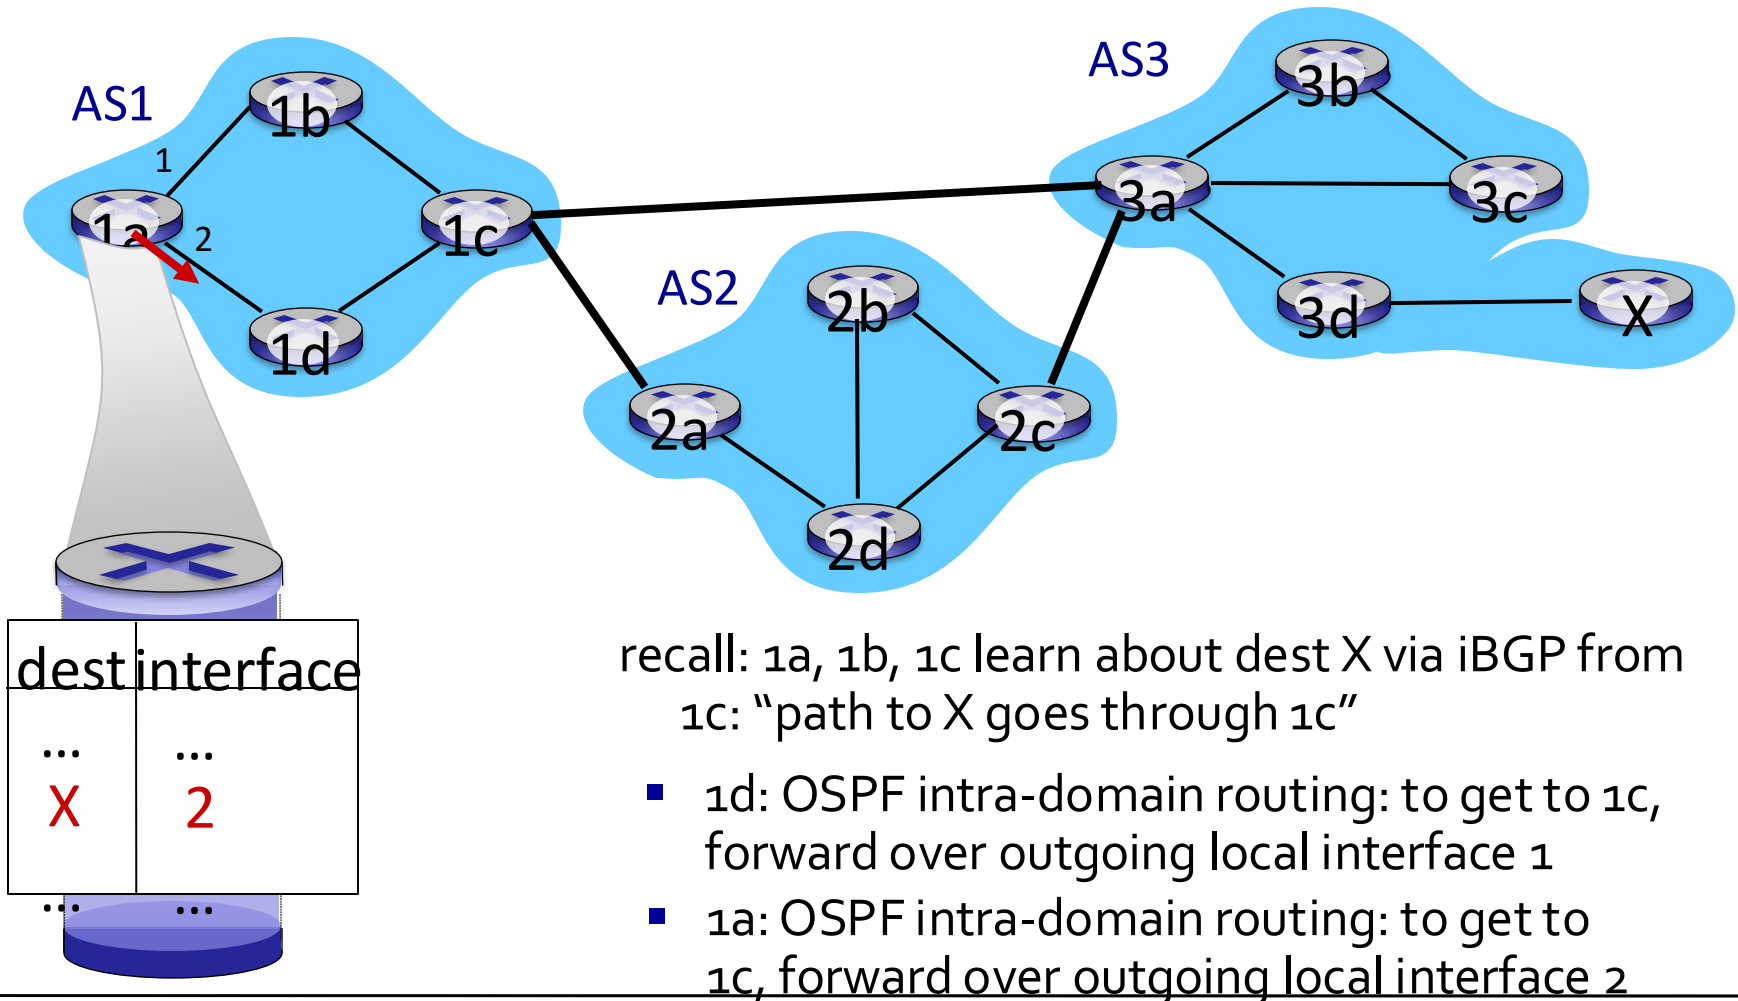 AS1
1b
1
1a
2
1c
1d
AS2
2b
2a
2c
2d
AS3
3b
3a
3c
3d
X
dest interface
... ...
X 2
... ...
recall: 1a, 1b, 1c learn about dest X via iBGP from
1c: “path to X goes through 1c”
▪ 1d: OSPF intra-domain routing: to get to 1c,
forward over outgoing local interface 1
▪ 1a: OSPF intra-domain routing: to get to
1c, forward over outgoing local interface 2